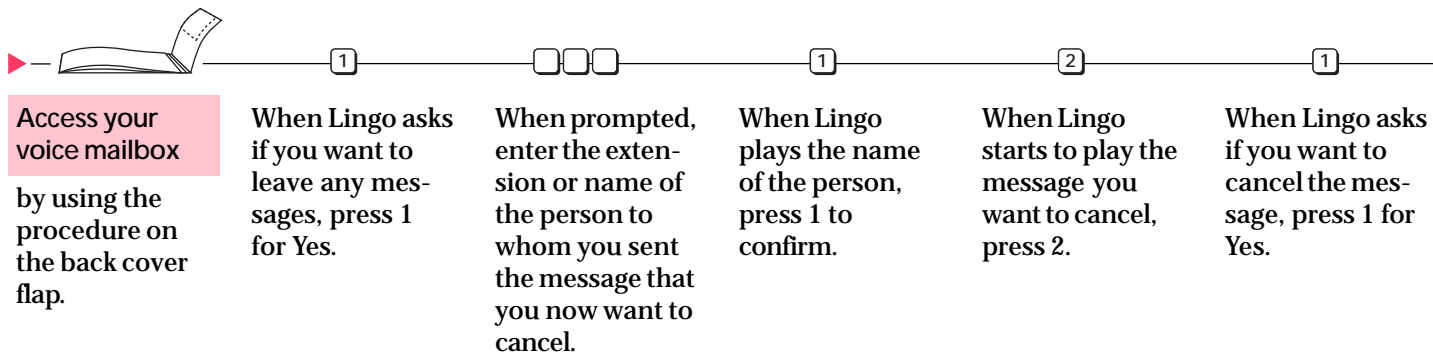 1
1
2
1
Access your
voice mailbox
by using the
procedure on
the back cover
flap.
When Lingo asks
if you want to
leave any mes-
sages, press 1
for Yes.
When prompted,
enter the exten-
sion or name of
the person to
whom you sent
the message that
you now want to
cancel.
When Lingo
plays the name
of the person,
press 1 to
confirm.
When Lingo
starts to play the
message you
want to cancel,
press 2.
When Lingo asks
if you want to
cancel the mes-
sage, press 1 for
Yes.